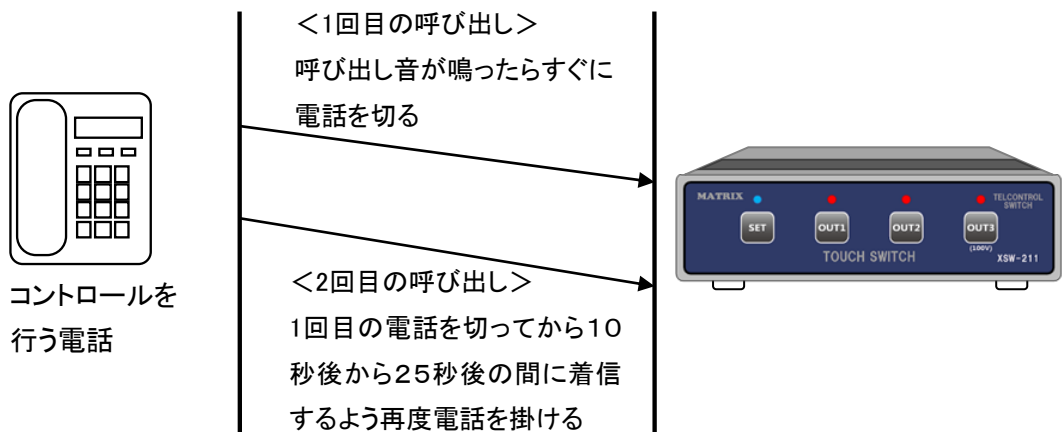 <1回目の呼び出し>
呼び出し音が鳴ったらすぐに
電話を切る
コントロールを
行う電話
MATRIX
TELCONTROL
SWITCH
SET
OUT1
OUT2
OUT3
(100V)
TOUCH SWITCH
XSW-211
<2回目の呼び出し>
1回目の電話を切ってから10
秒後から25秒後の間に着信
するよう再度電話を掛ける